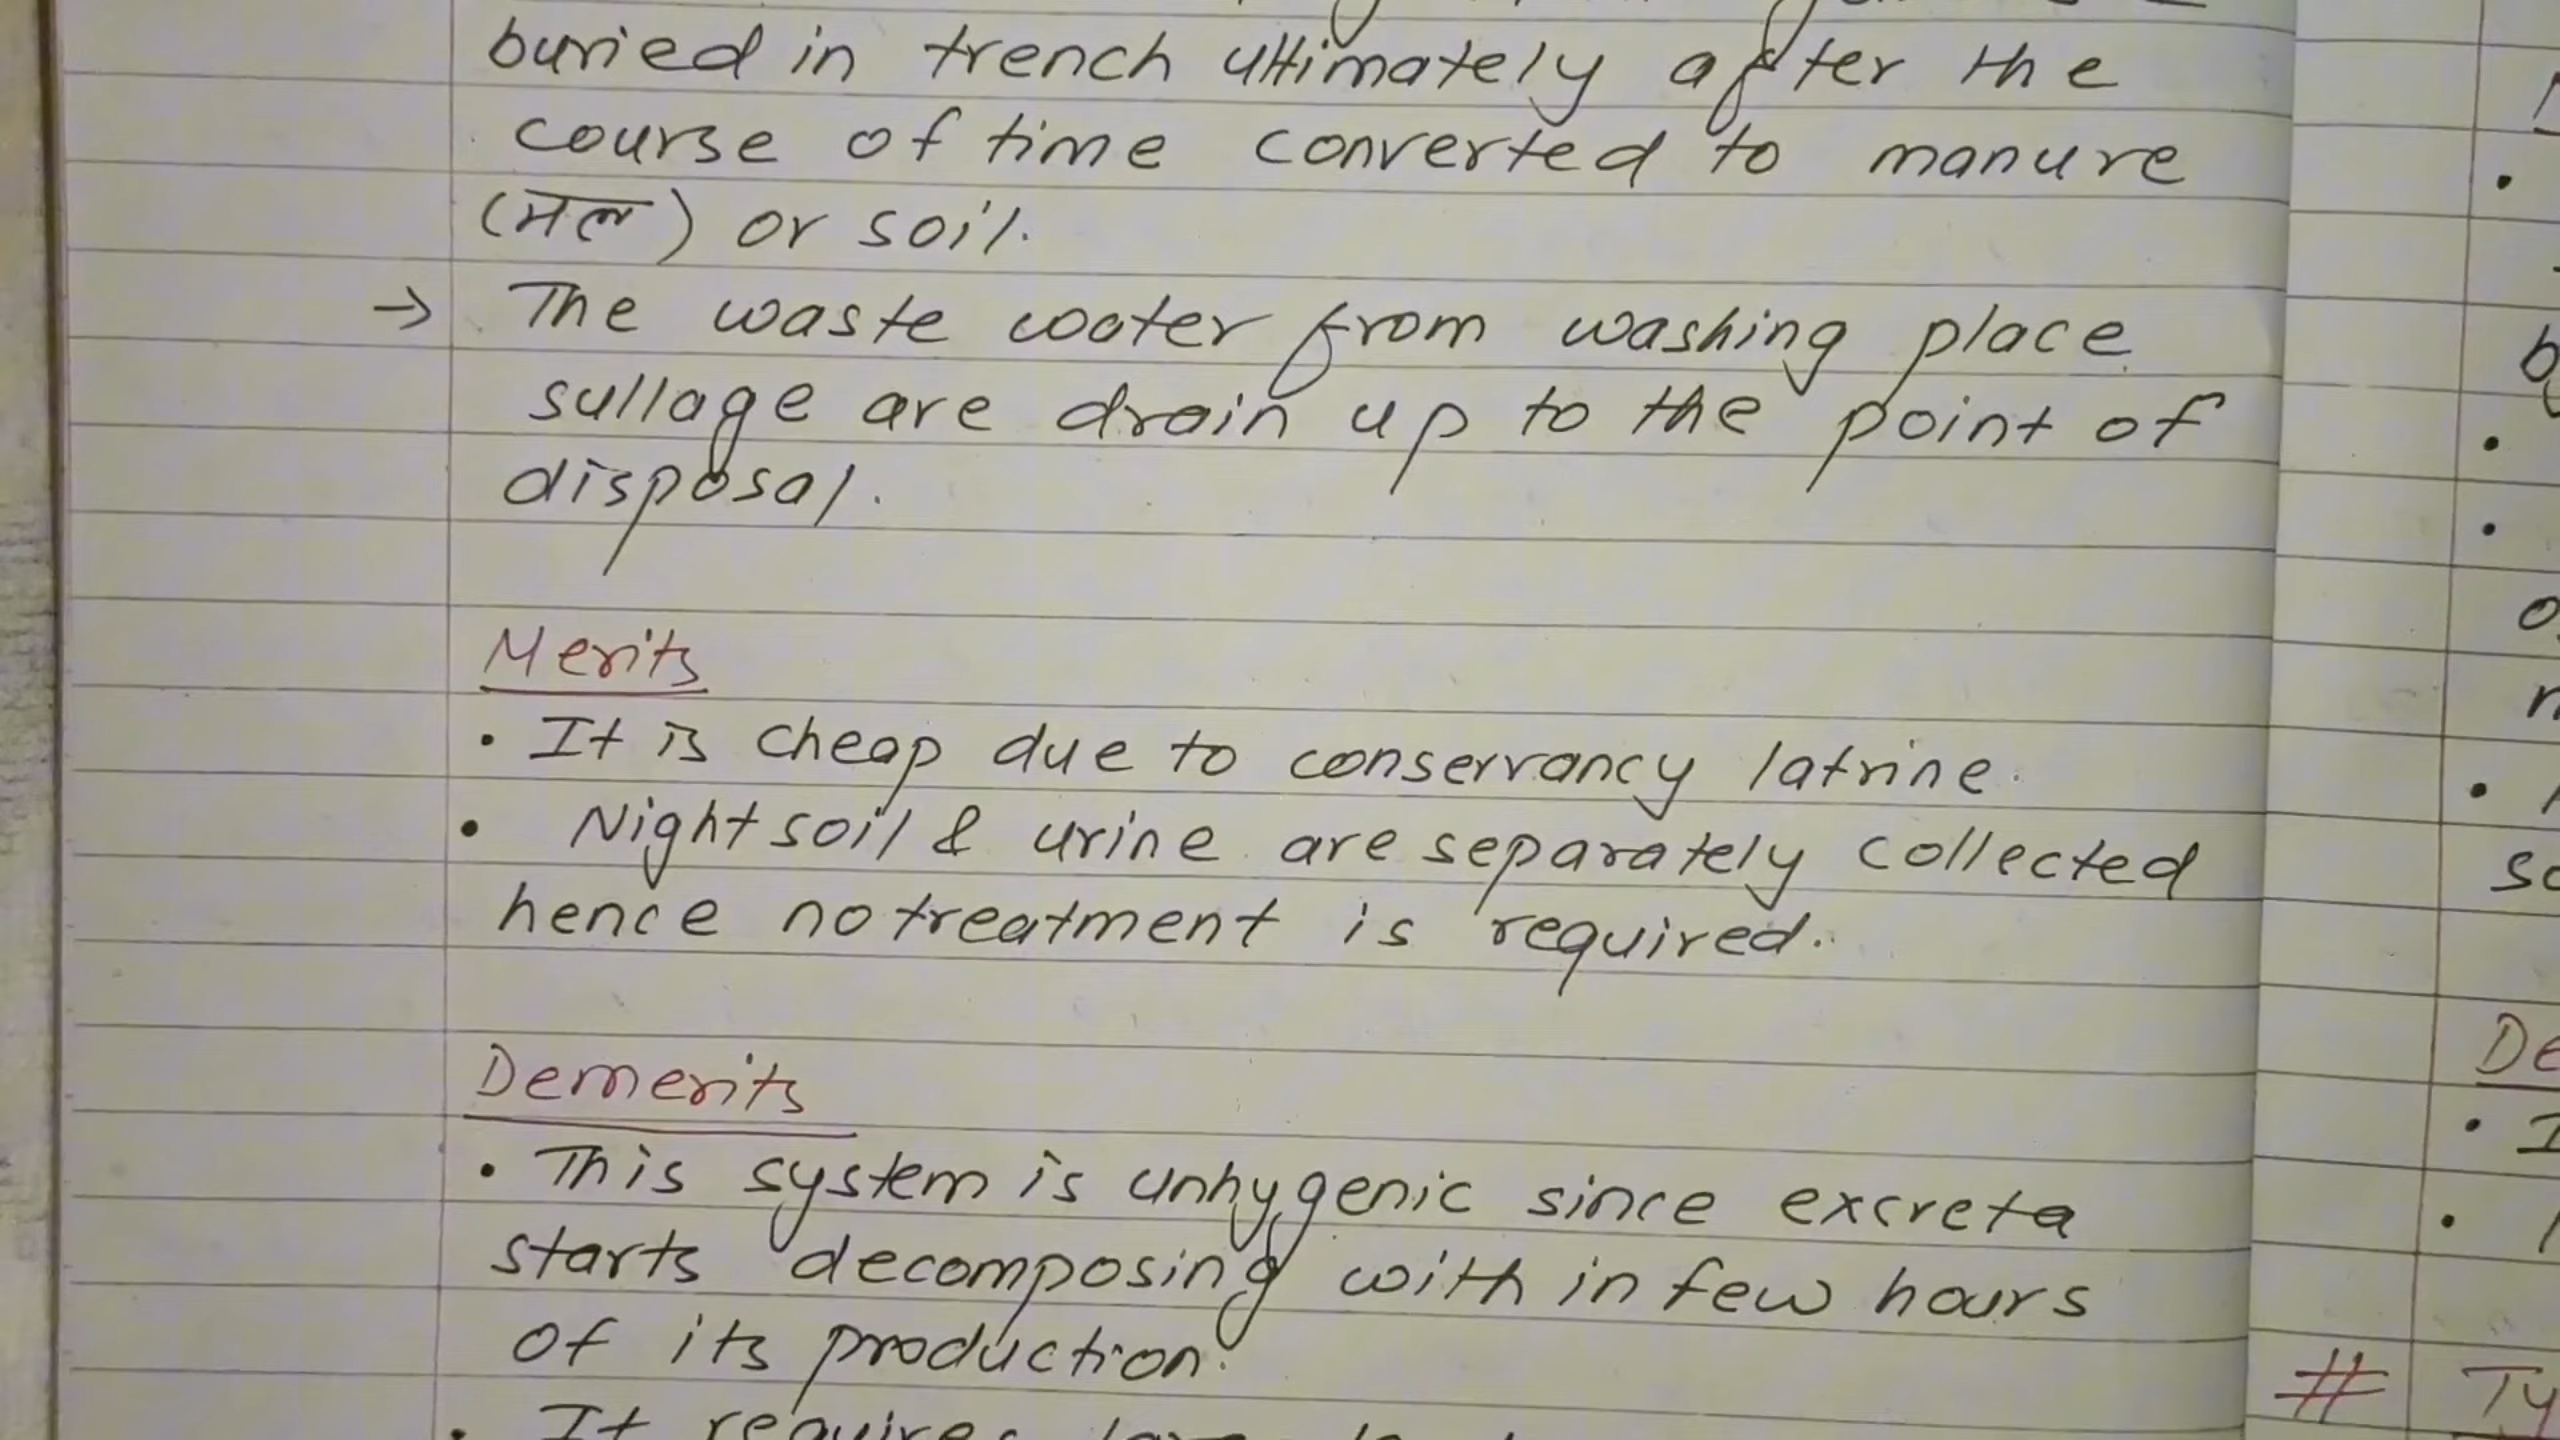 buried in trench ultimately after the
course of time converted to manure
(मल) or soil.
→ The waste water from washing place
sullage are drain up to the point of
disposal.
Merits
• It is cheap due to conservancy latrine.
• Night soil & urine are separately collected
hence no treatment is required.
Demerits
• This system is unhygenic since excreta
starts decomposing with in few hours
of its production.
• It requires
#